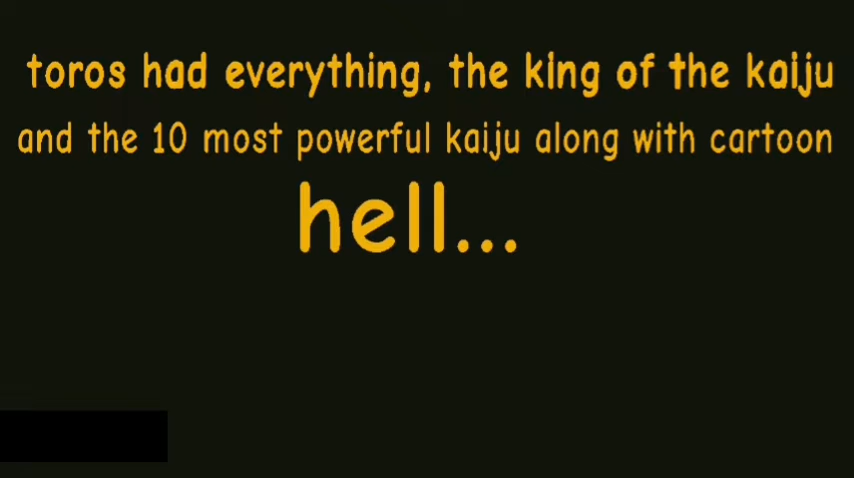 toros had everything, the king of the kaiju
and the 10 most powerful kaiju along with cartoon
hell...